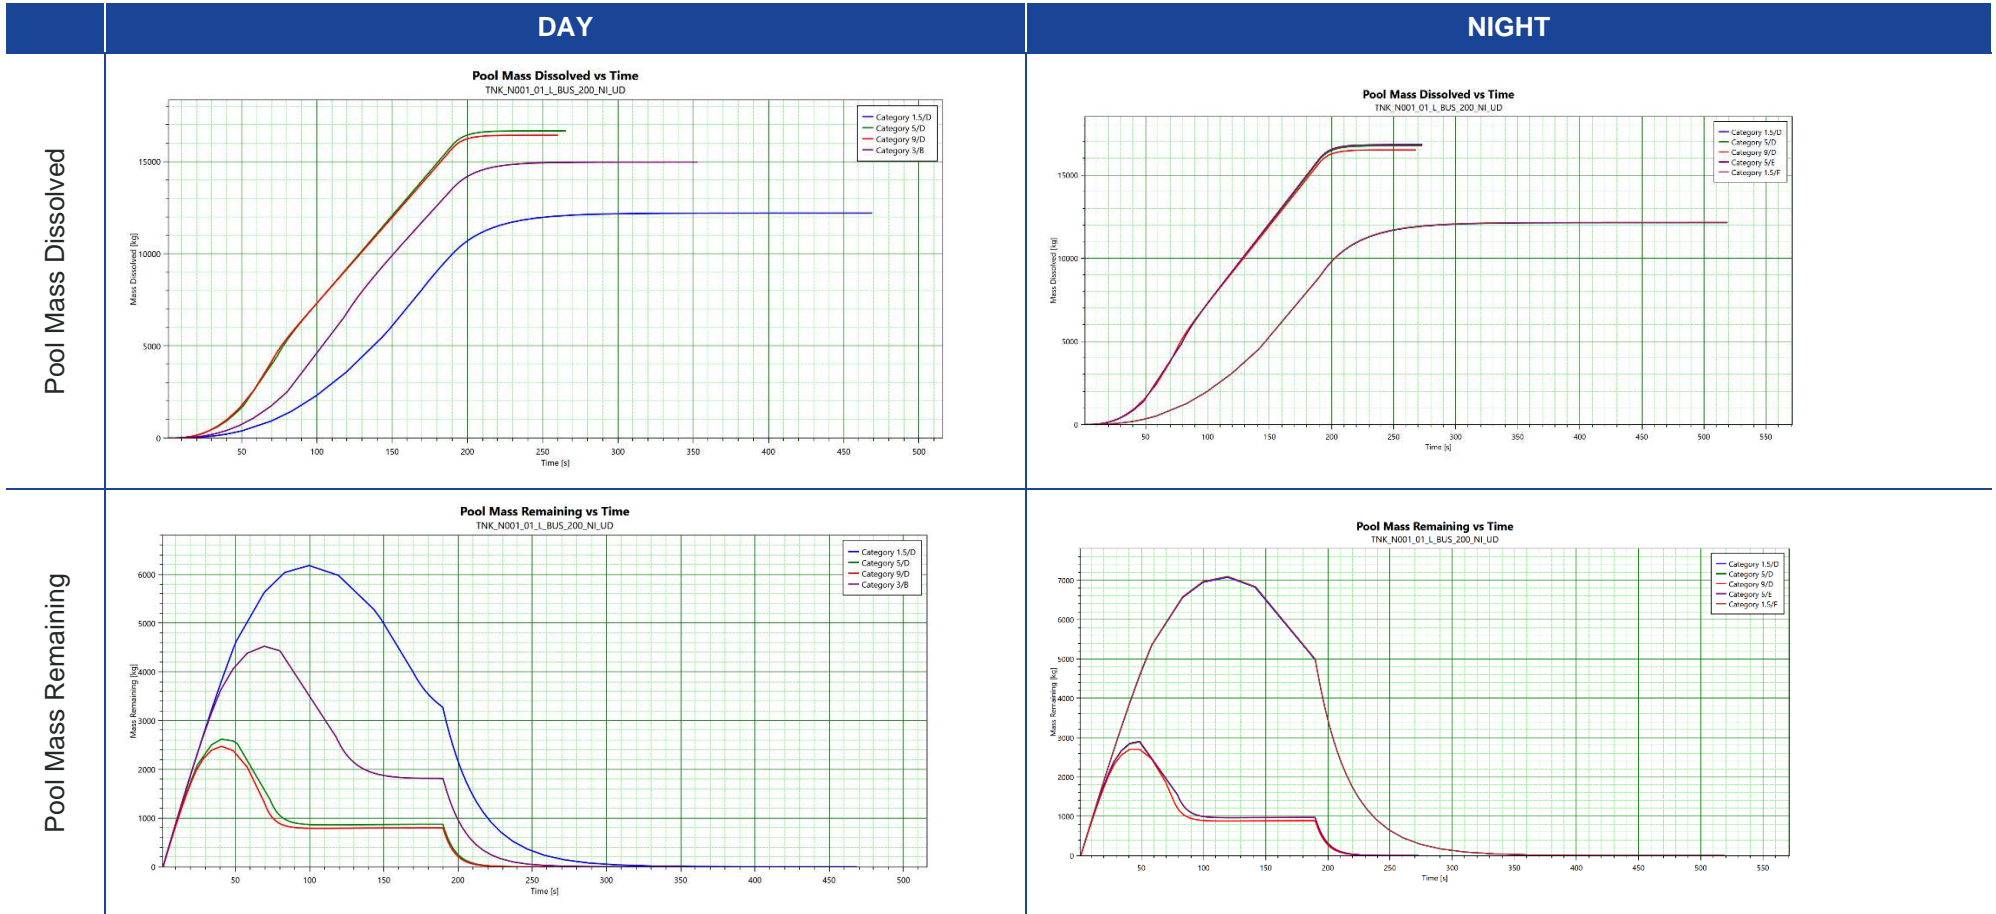 DAY
NIGHT
Pool Mass Dissolved
Pool Mass Dissolved vs Time
TNK_N001_01_L_BUS_200_NI_UD
Category 1.5/D
Category 5/D
Category 9/D
Category 3/B
Mass Dissolved [kg]
15000
10000
5000
0
50 100 150 200 250 300 350 400 450 500
Time [s]
Pool Mass Dissolved vs Time
TNK_N001_01_L_BUS_200_NI_UD
Category 1.5/D
Category 5/D
Category 9/D
Category 5/E
Category 1.5/F
Mass Dissolved [kg]
15000
10000
5000
0
50 100 150 200 250 300 350 400 450 500 550
Time [s]
Pool Mass Remaining
Pool Mass Remaining vs Time
TNK_N001_01_L_BUS_200_NI_UD
Category 1.5/D
Category 5/D
Category 9/D
Category 3/B
Mass Remaining [kg]
6000
5000
4000
3000
2000
1000
0
50 100 150 200 250 300 350 400 450 500
Time [s]
Pool Mass Remaining vs Time
TNK_N001_01_L_BUS_200_NI_UD
Category 1.5/D
Category 5/D
Category 9/D
Category 5/E
Category 1.5/F
Mass Remaining [kg]
7000
6000
5000
4000
3000
2000
1000
0
50 100 150 200 250 300 350 400 450 500 550
Time [s]